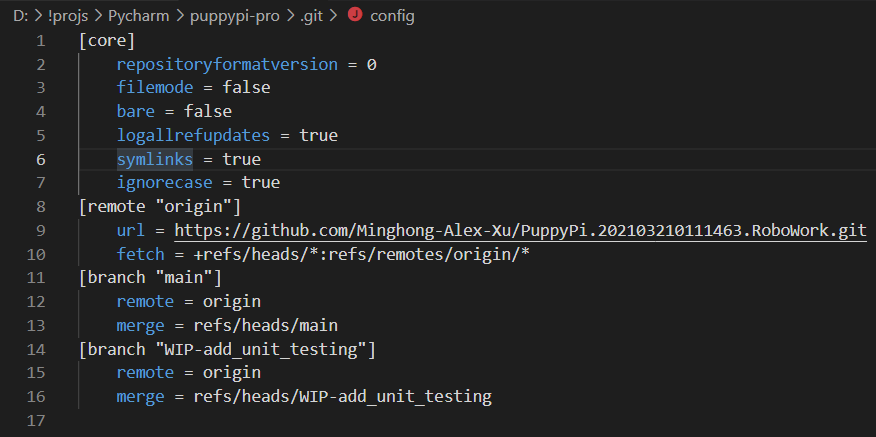 D: > !projs > Pycharm > puppypi-pro > .git > J config
1 [core]
2 repositoryformatversion = 0
3 filemode = false
4 bare = false
5 logallrefupdates = true
6 symlinks = true
7 ignorecase = true
8 [remote "origin"]
9 url = https://github.com/Minghong-Alex-Xu/PuppyPi.202103210111463.RoboWork.git
10 fetch = +refs/heads/*:refs/remotes/origin/*
11 [branch "main"]
12 remote = origin
13 merge = refs/heads/main
14 [branch "WIP-add_unit_testing"]
15 remote = origin
16 merge = refs/heads/WIP-add_unit_testing
17